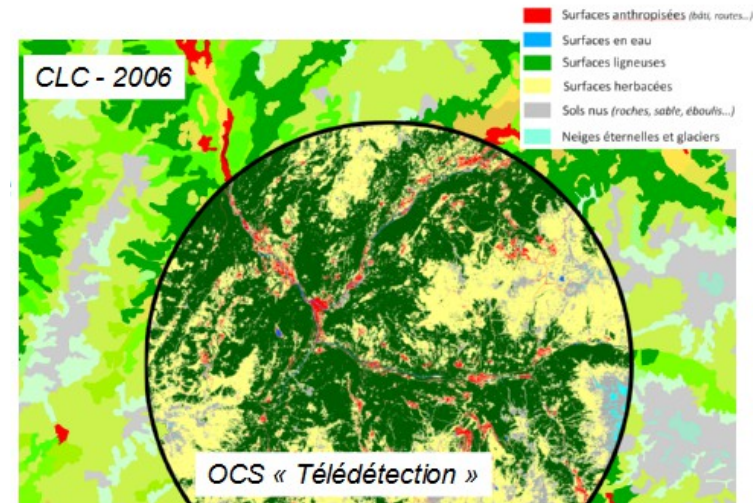 Surfaces anthropisées (bâti, routes...)
CLC - 2006
Surfaces en eau
Surfaces ligneuses
Surfaces herbacées
Sols nus (roches, sable, éboulis...)
Neiges éternelles et glaciers
OCS « Télédétection »